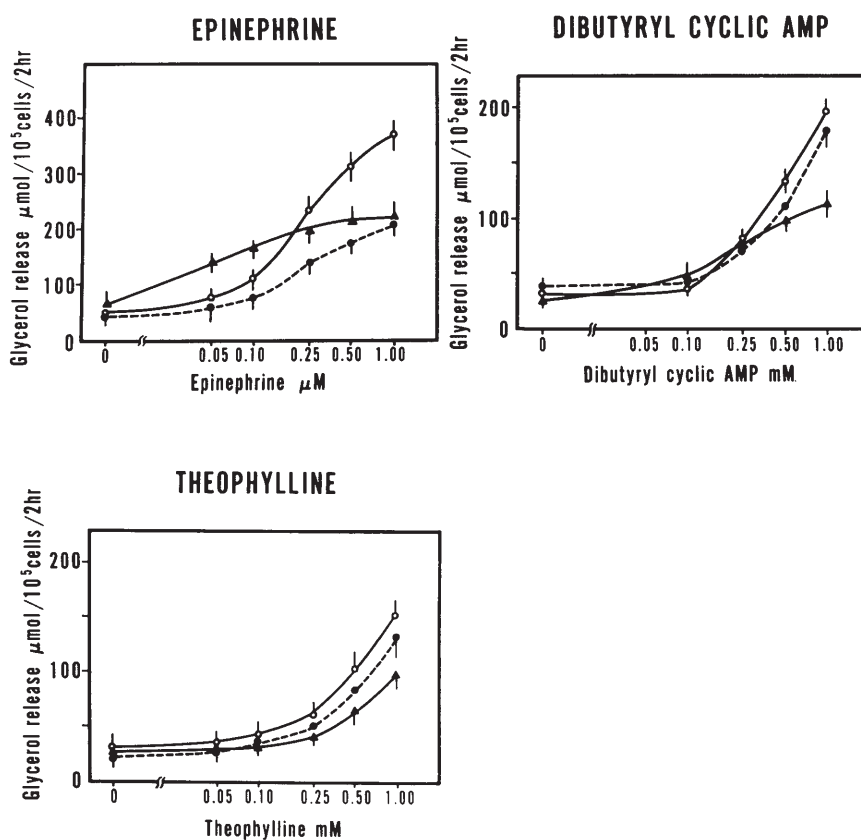 EPINEPHRINE
Glycerol release μmol/10⁵cells/2hr
400
300
200
100
0
0 0.05 0.10 0.25 0.50 1.00
Epinephrine μM
DIBUTYRYL CYCLIC AMP
Glycerol release μmol/10⁵cells/2hr
200
100
0
0 0.05 0.10 0.25 0.50 1.00
Dibutyryl cyclic AMP mM.
THEOPHYLLINE
Glycerol release μmol/10⁵cells/2hr
200
100
0
0 0.05 0.10 0.25 0.50 1.00
Theophylline mM